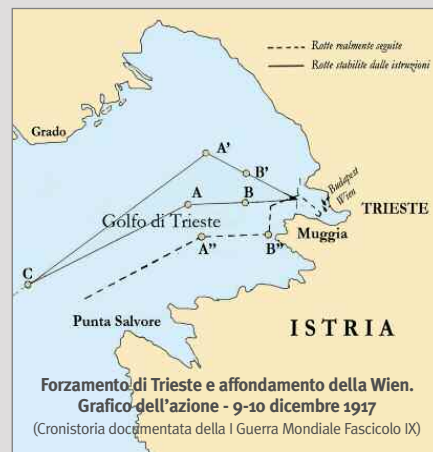 Rotte realmente seguite
Rotte stabilite dalle istruzioni
Grado
A'
B'
A
B
Budapest
Wien
TRIESTE
Golfo di Trieste
Muggia
A"
B"
C
Punta Salvore
ISTRIA
Forzamento di Trieste e affondamento della Wien.
Grafico dell'azione - 9-10 dicembre 1917
(Cronistoria documentata della I Guerra Mondiale Fascicolo IX)